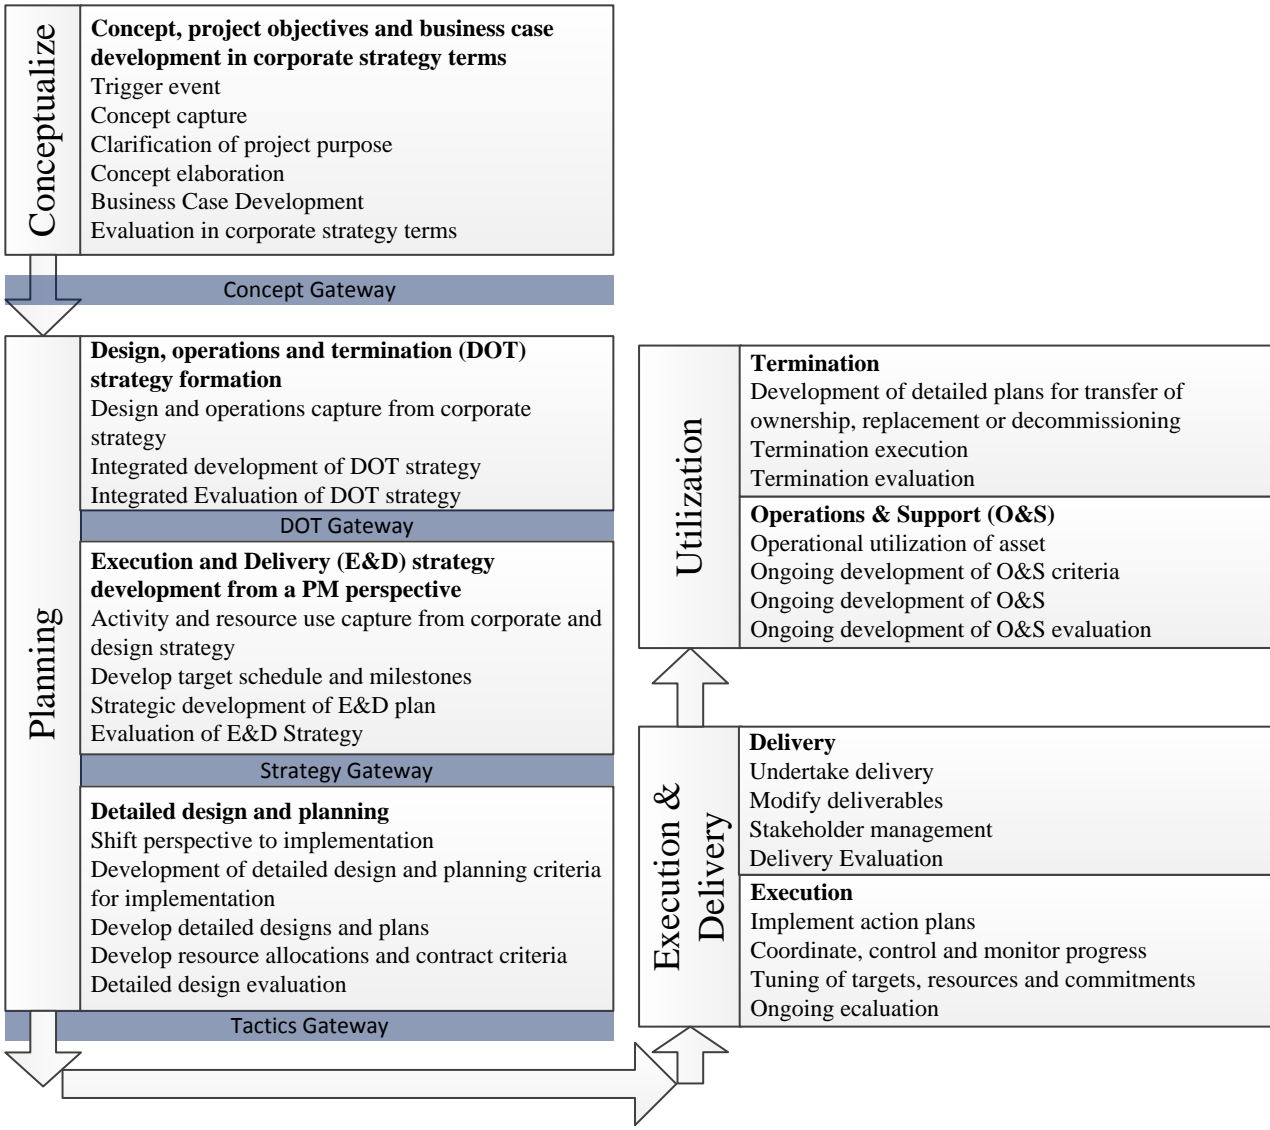 Conceptualize
Concept, project objectives and business case
development in corporate strategy terms
Trigger event
Concept capture
Clarification of project purpose
Concept elaboration
Business Case Development
Evaluation in corporate strategy terms
Concept Gateway
Planning
Design, operations and termination (DOT)
strategy formation
Design and operations capture from corporate
strategy
Integrated development of DOT strategy
Integrated Evaluation of DOT strategy
DOT Gateway
Execution and Delivery (E&D) strategy
development from a PM perspective
Activity and resource use capture from corporate and
design strategy
Develop target schedule and milestones
Strategic development of E&D plan
Evaluation of E&D Strategy
Strategy Gateway
Detailed design and planning
Shift perspective to implementation
Development of detailed design and planning criteria
for implementation
Develop detailed designs and plans
Develop resource allocations and contract criteria
Detailed design evaluation
Tactics Gateway
Utilization
Termination
Development of detailed plans for transfer of
ownership, replacement or decommissioning
Termination execution
Termination evaluation
Operations & Support (O&S)
Operational utilization of asset
Ongoing development of O&S criteria
Ongoing development of O&S
Ongoing development of O&S evaluation
Execution &
Delivery
Delivery
Undertake delivery
Modify deliverables
Stakeholder management
Delivery Evaluation
Execution
Implement action plans
Coordinate, control and monitor progress
Tuning of targets, resources and commitments
Ongoing ecaluation